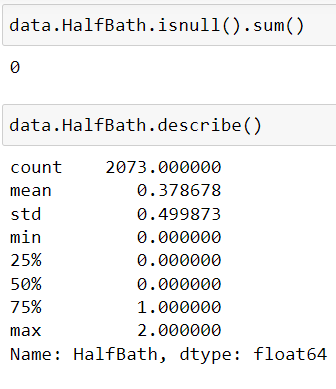 data.HalfBath.isnull().sum()
0
data.HalfBath.describe()
count    2073.000000
mean        0.378678
std         0.499873
min         0.000000
25%         0.000000
50%         0.000000
75%         1.000000
max         2.000000
Name: HalfBath, dtype: float64